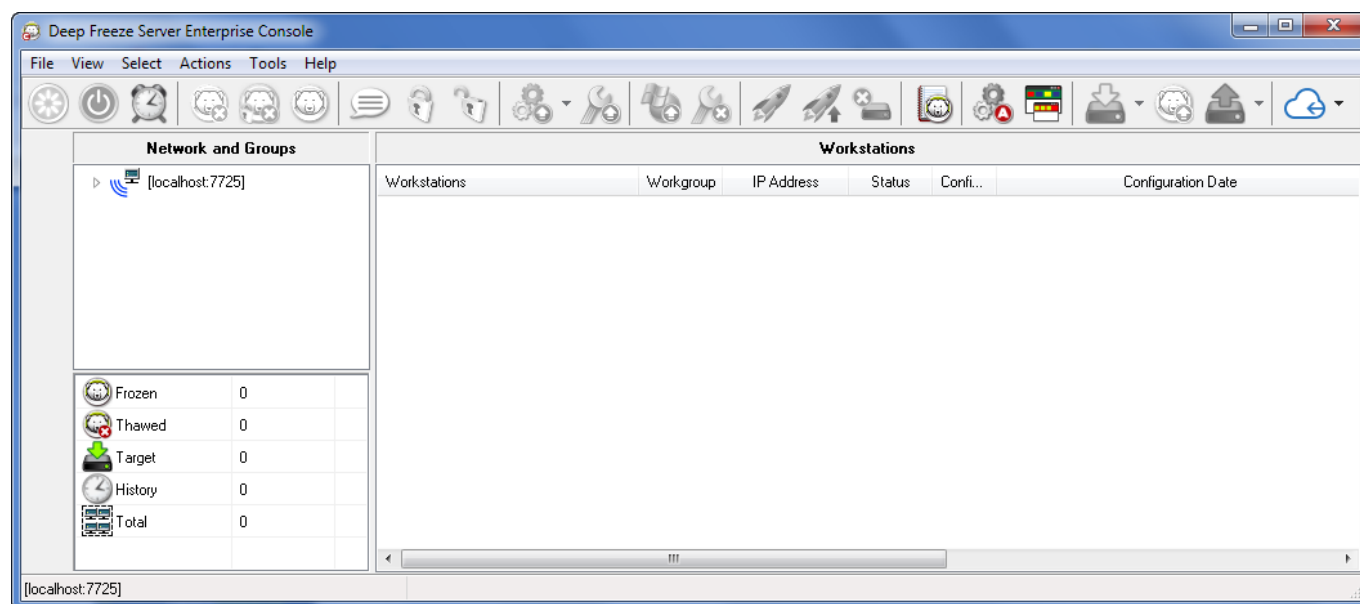 Deep Freeze Server Enterprise Console
File View Select Actions Tools Help
Network and Groups
Workstations
[localhost:7725]
Workstations Workgroup IP Address Status Confi... Configuration Date
Frozen 0
Thawed 0
Target 0
History 0
Total 0
[localhost:7725]